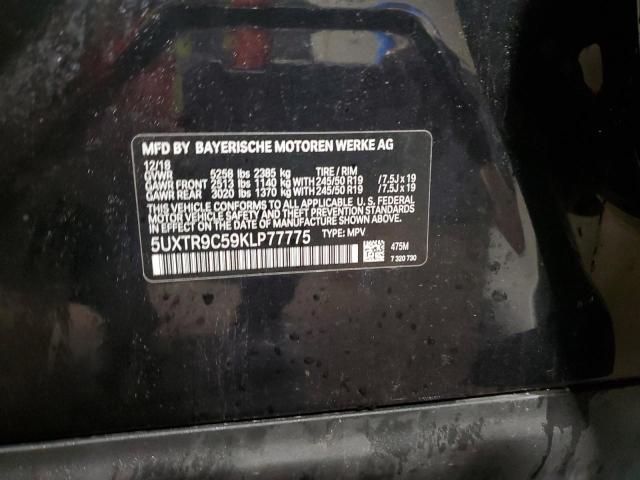 MFD BY BAYERISCHE MOTOREN WERKE AG
12/18
GVWR 5258 lbs 2385 kg TIRE / RIM
GAWR FRONT 2513 lbs 1140 kg WITH 245/50 R19 /7.5J x 19
GAWR REAR 3020 lbs 1370 kg WITH 245/50 R19 /7.5J x 19
THIS VEHICLE CONFORMS TO ALL APPLICABLE U. S. FEDERAL
MOTOR VEHICLE SAFETY, BUMPER, AND THEFT PREVENTION STANDARDS
IN EFFECT ON THE DATE OF MANUFACTURE SHOWN ABOVE.
5UXTR9C59KLP77775 TYPE: MPV
475M
7 320 730